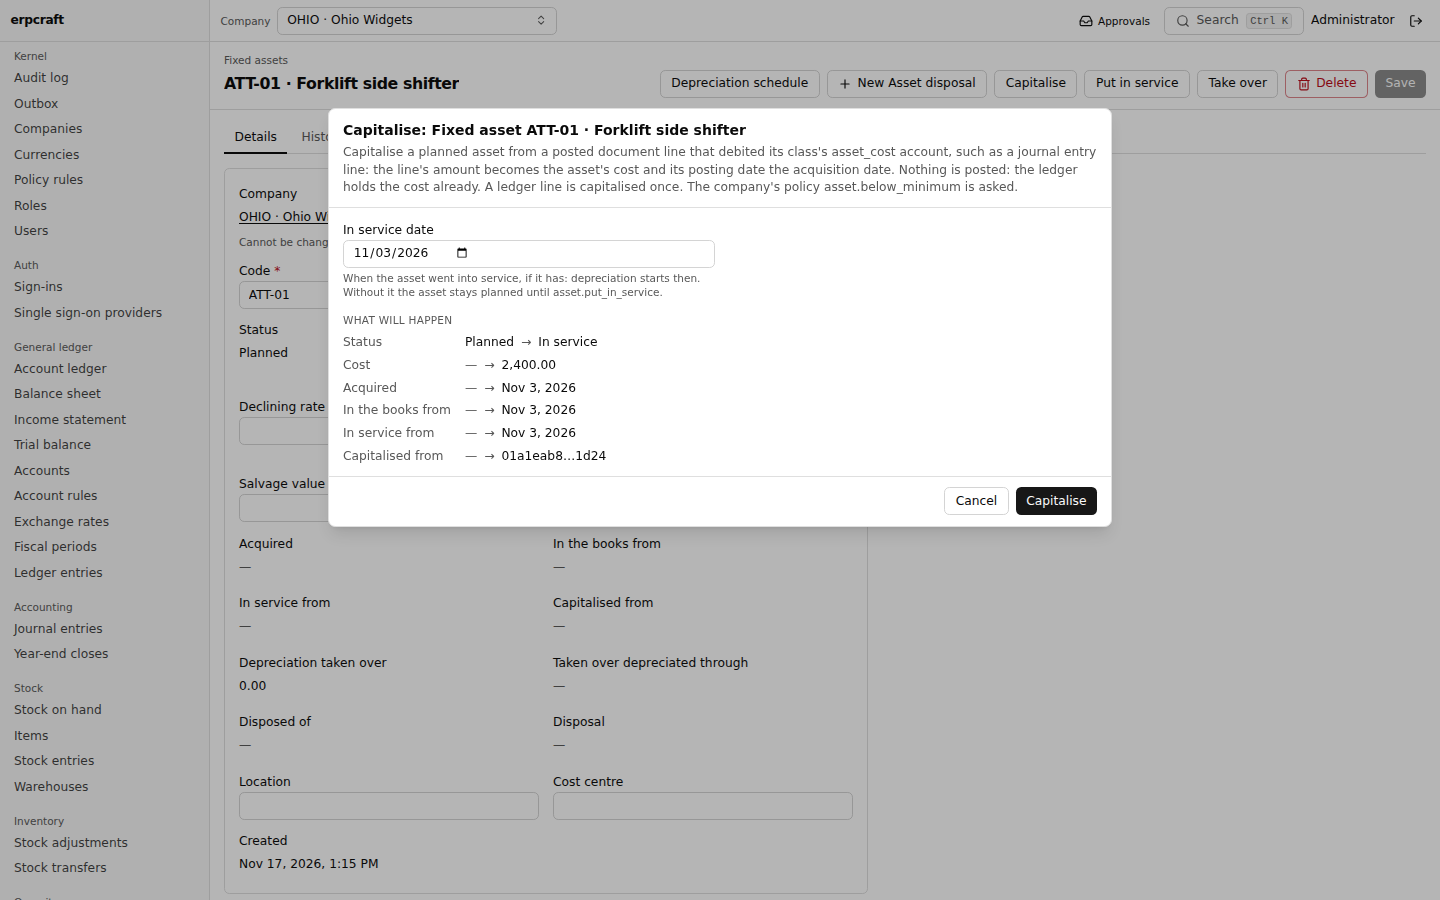 erpcraft
Company
OHIO · Ohio Widgets
Approvals
Search
Ctrl K
Administrator
Kernel
Audit log
Outbox
Companies
Currencies
Policy rules
Roles
Users
Auth
Sign-ins
Single sign-on providers
General ledger
Account ledger
Balance sheet
Income statement
Trial balance
Accounts
Account rules
Exchange rates
Fiscal periods
Ledger entries
Accounting
Journal entries
Year-end closes
Stock
Stock on hand
Items
Stock entries
Warehouses
Inventory
Stock adjustments
Stock transfers
Fixed assets
ATT-01 · Forklift side shifter
Depreciation schedule
New Asset disposal
Capitalise
Put in service
Take over
Delete
Save
Details
Histo
Company
OHIO · Ohio W
Cannot be chang
Code *
ATT-01
Status
Planned
Declining rate
Salvage value
Capitalise: Fixed asset ATT-01 · Forklift side shifter
Capitalise a planned asset from a posted document line that debited its class's asset_cost account, such as a journal entry
line: the line's amount becomes the asset's cost and its posting date the acquisition date. Nothing is posted: the ledger
holds the cost already. A ledger line is capitalised once. The company's policy asset.below_minimum is asked.
In service date
11/03/2026
When the asset went into service, if it has: depreciation starts then.
Without it the asset stays planned until asset.put_in_service.
WHAT WILL HAPPEN
Status Planned → In service
Cost — → 2,400.00
Acquired — → Nov 3, 2026
In the books from — → Nov 3, 2026
In service from — → Nov 3, 2026
Capitalised from — → 01a1eab8…1d24
Cancel
Capitalise
Acquired
—
In the books from
—
In service from
—
Capitalised from
—
Depreciation taken over
0.00
Taken over depreciated through
—
Disposed of
—
Disposal
—
Location
Cost centre
Created
Nov 17, 2026, 1:15 PM